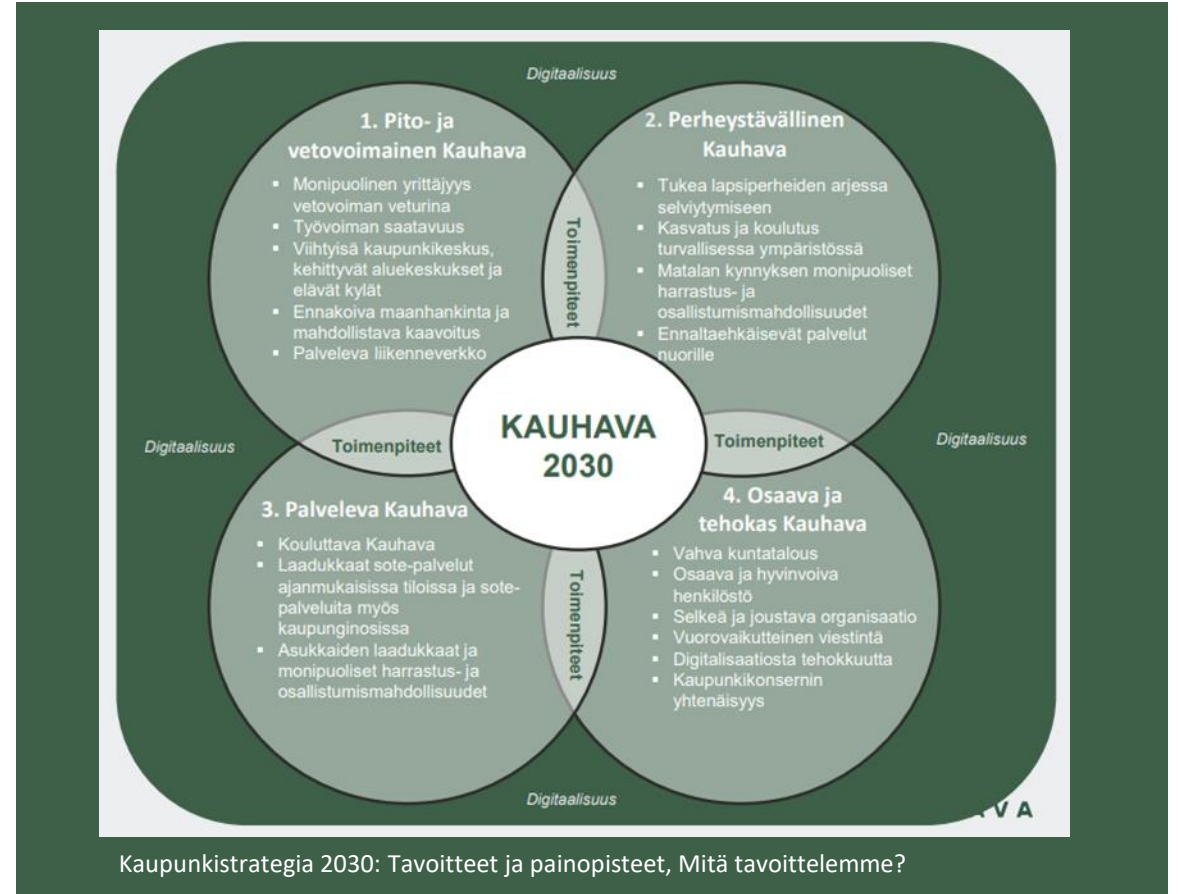 Digitaalisuus
1. Pito- ja
vetovoimainen Kauhava
▪ Monipuolinen yrittäjyys
vetovoiman veturina
▪ Työvoiman saatavuus
▪ Viihtyisä kaupunkikeskus,
kehittyvät aluekeskukset ja
elävät kylät
▪ Ennakoiva maanhankinta ja
mahdollistava kaavoitus
▪ Palveleva liikenneverkko
2. Perheystävällinen
Kauhava
▪ Tukea lapsiperheiden arjessa
selviytymiseen
▪ Kasvatus ja koulutus
turvallisessa ympäristössä
▪ Matalan kynnyksen monipuoliset
harrastus- ja
osallistumismahdollisuudet
▪ Ennaltaehkäisevät palvelut
nuorille
Toimenpiteet
Digitaalisuus
Toimenpiteet
KAUHAVA
2030
Toimenpiteet
Digitaalisuus
3. Palveleva Kauhava
▪ Kouluttava Kauhava
▪ Laadukkaat sote-palvelut
ajanmukaisissa tiloissa ja sote-
palveluita myös
kaupunginosissa
▪ Asukkaiden laadukkaat ja
monipuoliset harrastus- ja
osallistumismahdollisuudet
Toimenpiteet
4. Osaava ja
tehokas Kauhava
▪ Vahva kuntatalous
▪ Osaava ja hyvinvoiva
henkilöstö
▪ Selkeä ja joustava organisaatio
▪ Vuorovaikutteinen viestintä
▪ Digitalisaatiosta tehokkuutta
▪ Kaupunkikonsernin
yhtenäisyys
Digitaalisuus
V A
Kaupunkistrategia 2030: Tavoitteet ja painopisteet, Mitä tavoittelemme?